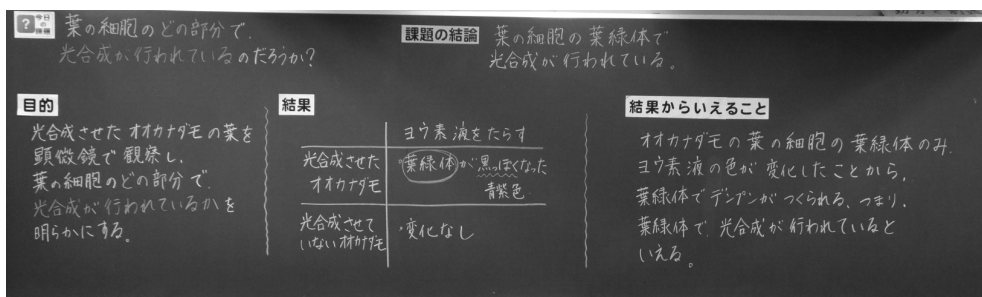 ? 今日の課題
葉の細胞のどの部分で
光合成が行われているのだろうか?
課題の結論
葉の細胞の葉緑体で
光合成が行われている。
目的
光合成させたオオカナダモの葉を
顕微鏡で観察し、
葉の細胞のどの部分で
光合成が行われているかを
明らかにする。
結果
ヨウ素液をたらす
光合成させた
オオカナダモ
・葉緑体が黒っぽくなった
青紫色
光合成させて
いないオオカナダモ
・変化なし
結果からいえること
オオカナダモの葉の細胞の葉緑体のみ
ヨウ素液の色が変化したことから、
葉緑体でデンプンがつくられる、つまり、
葉緑体で光合成が行われていると
いえる。